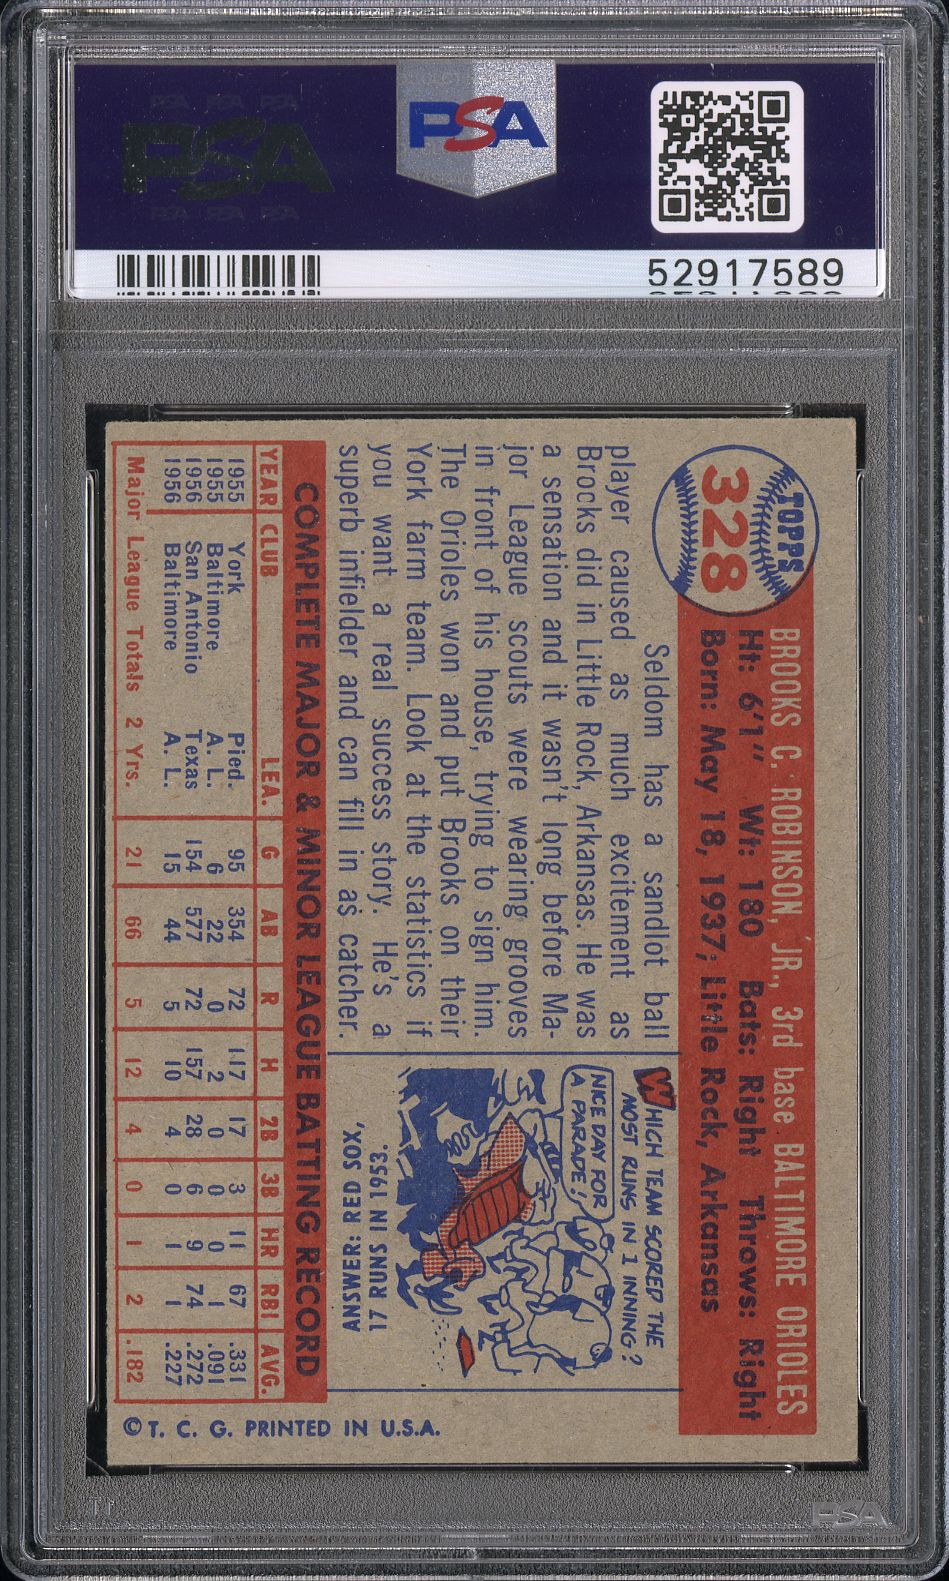 PSA PSA PSA
PSA
PSA PSA PSA
PSA
52917589
TOPPS
328
BROOKS C. ROBINSON, JR., 3rd base BALTIMORE ORIOLES
Ht: 6'1" Wt: 180 Bats: Right Throws: Right
Born: May 18, 1937; Little Rock, Arkansas
Seldom has a sandlot ball
player caused as much excitement as
Brocks did in Little Rock, Arkansas. He was
a sensation and it wasn't long before Ma-
jor League scouts were wearing grooves
in front of his house, trying to sign him.
The Orioles won and put Brooks on their
York farm team. Look at the statistics if
you want a real success story. He's a
superb infielder and can fill in as catcher.
WHICH TEAM SCORED THE
MOST RUNS IN 1 INNING?
NICE DAY FOR
A PARADE!
ANSWER: RED SOX,
17 RUNS IN 1953.
COMPLETE MAJOR & MINOR LEAGUE BATTING RECORD
YEAR CLUB LEA. G AB R H 2B 3B HR RBI AVG.
1955 York Pied. 95 354 72 117 17 3 11 67 .331
1955 Baltimore A. L. 6 22 0 2 0 0 0 1 .091
1956 San Antonio Texas 154 577 72 157 28 6 9 74 .272
1956 Baltimore A. L. 15 44 5 10 4 0 1 1 .227
Major League Totals 2 Yrs. 21 66 5 12 4 0 1 2 .182
© T. C. G. PRINTED IN U.S.A.
PSA